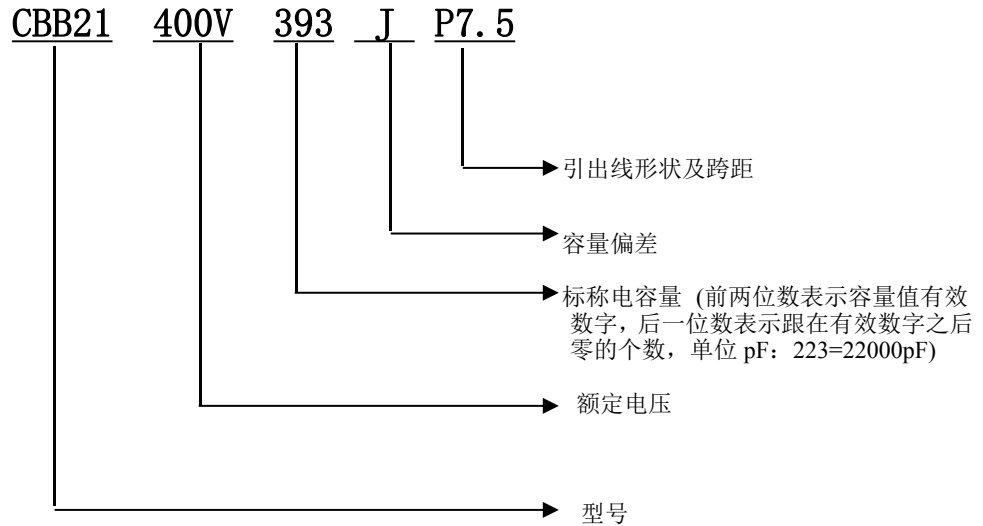 CBB21 400V 393 J P7.5
引出线形状及跨距
容量偏差
标称电容量 (前两位数表示容量值有效
数字，后一位数表示跟在有效数字之后
零的个数，单位 pF：223=22000pF)
额定电压
型号